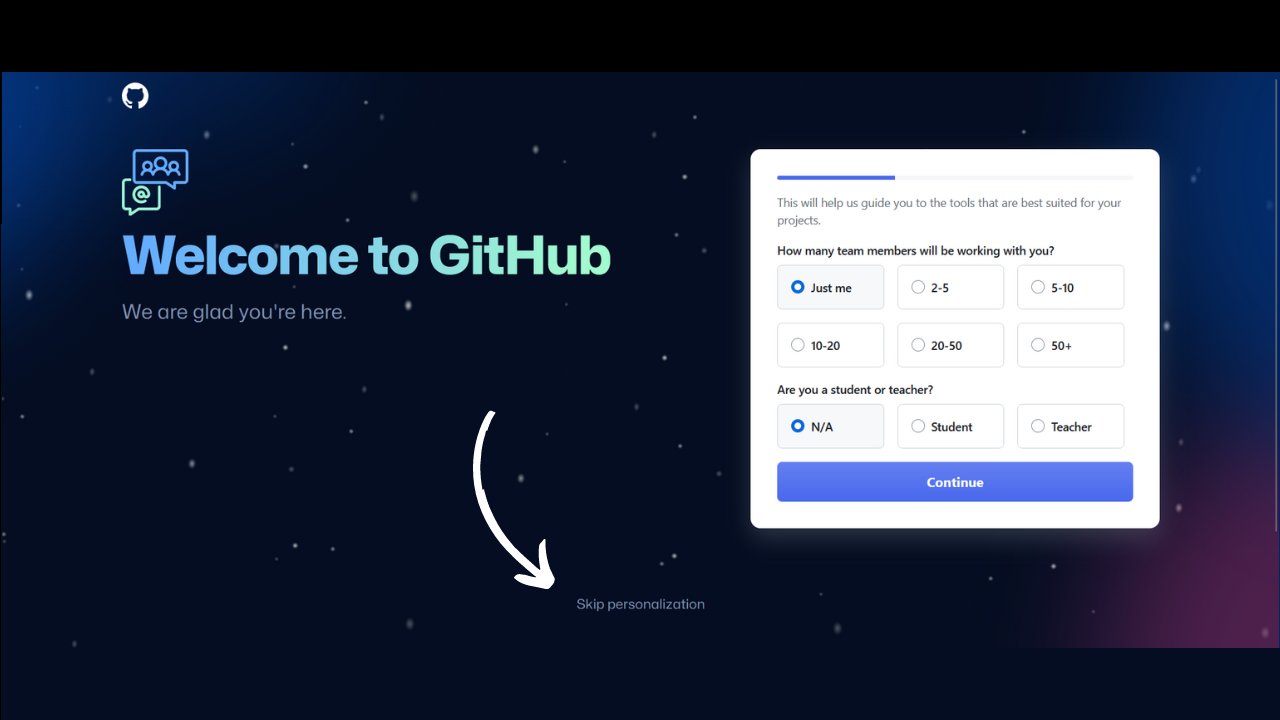 Welcome to GitHub
We are glad you're here.
This will help us guide you to the tools that are best suited for your
projects.
How many team members will be working with you?
Just me
2-5
5-10
10-20
20-50
50+
Are you a student or teacher?
N/A
Student
Teacher
Continue
Skip personalization